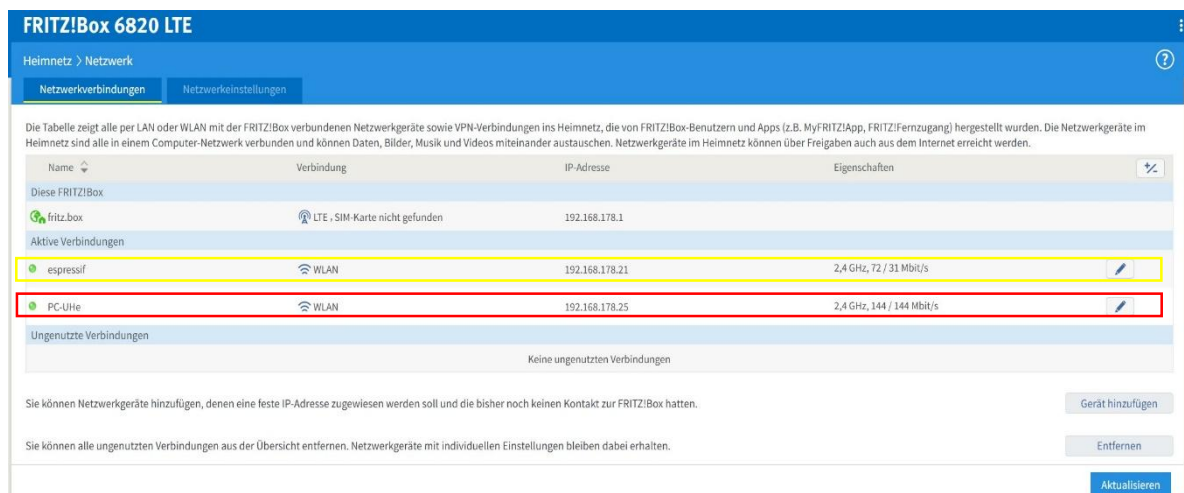 FRITZ!Box 6820 LTE
Heimnetz > Netzwerk
Netzwerkverbindungen Netzwerkeinstellungen
Die Tabelle zeigt alle per LAN oder WLAN mit der FRITZ!Box verbundenen Netzwerkgeräte sowie VPN-Verbindungen ins Heimnetz, die von FRITZ!Box-Benutzern und Apps (z.B. MyFRITZ!App, FRITZ!Fernzugang) hergestellt wurden. Die Netzwerkgeräte im
Heimnetz sind alle in einem Computer-Netzwerk verbunden und können Daten, Bilder, Musik und Videos miteinander austauschen. Netzwerkgeräte im Heimnetz können über Freigaben auch aus dem Internet erreicht werden.
Name Verbindung IP-Adresse Eigenschaften
Diese FRITZ!Box
fritz.box LTE , SIM-Karte nicht gefunden 192.168.178.1
Aktive Verbindungen
espressif WLAN 192.168.178.21 2,4 GHz, 72 / 31 Mbit/s
PC-UHe WLAN 192.168.178.25 2,4 GHz, 144 / 144 Mbit/s
Ungenutzte Verbindungen
Keine ungenutzten Verbindungen
Sie können Netzwerkgeräte hinzufügen, denen eine feste IP-Adresse zugewiesen werden soll und die bisher noch keinen Kontakt zur FRITZ!Box hatten. Gerät hinzufügen
Sie können alle ungenutzten Verbindungen aus der Übersicht entfernen. Netzwerkgeräte mit individuellen Einstellungen bleiben dabei erhalten. Entfernen
Aktualisieren